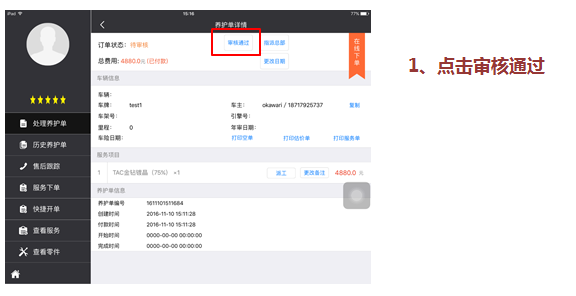 iPad 15:16 77%
养护单详情
订单状态：待审核 审核通过 指派总部
在线下单
总费用：4880.0元 (已付款) 更改日期
车辆信息
车辆：
车牌： test1 车主： okawari / 18717925737 复制
车架号： 引擎号：
里程： 0 年审日期：
车险日期： 打印空单 打印估价单 打印服务单
服务项目
1 TAC金钻镀晶（75%） ×1 派工 更改备注 4880.0 元
养护单信息
养护单编号 1611101511684
创建时间 2016-11-10 15:11:28
付款时间 2016-11-10 15:11:28
开始时间 0000-00-00 00:00:00
完成时间 0000-00-00 00:00:00
处理养护单
历史养护单
售后跟踪
服务下单
快捷开单
查看服务
查看零件
1、点击审核通过